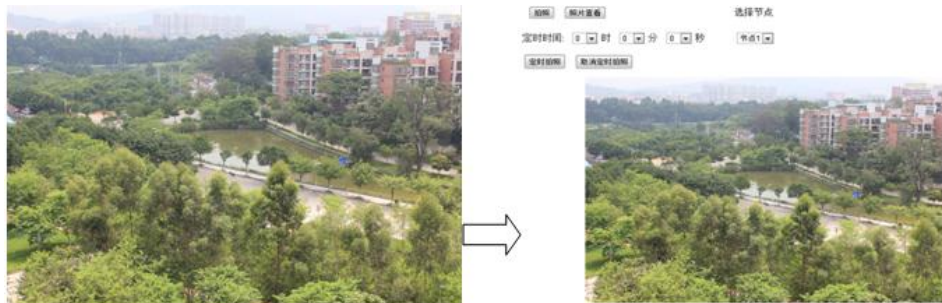 拍照 照片查看 选择节点
定时时间: 0 时 0 分 0 秒 节点1
定时拍照 取消定时拍照